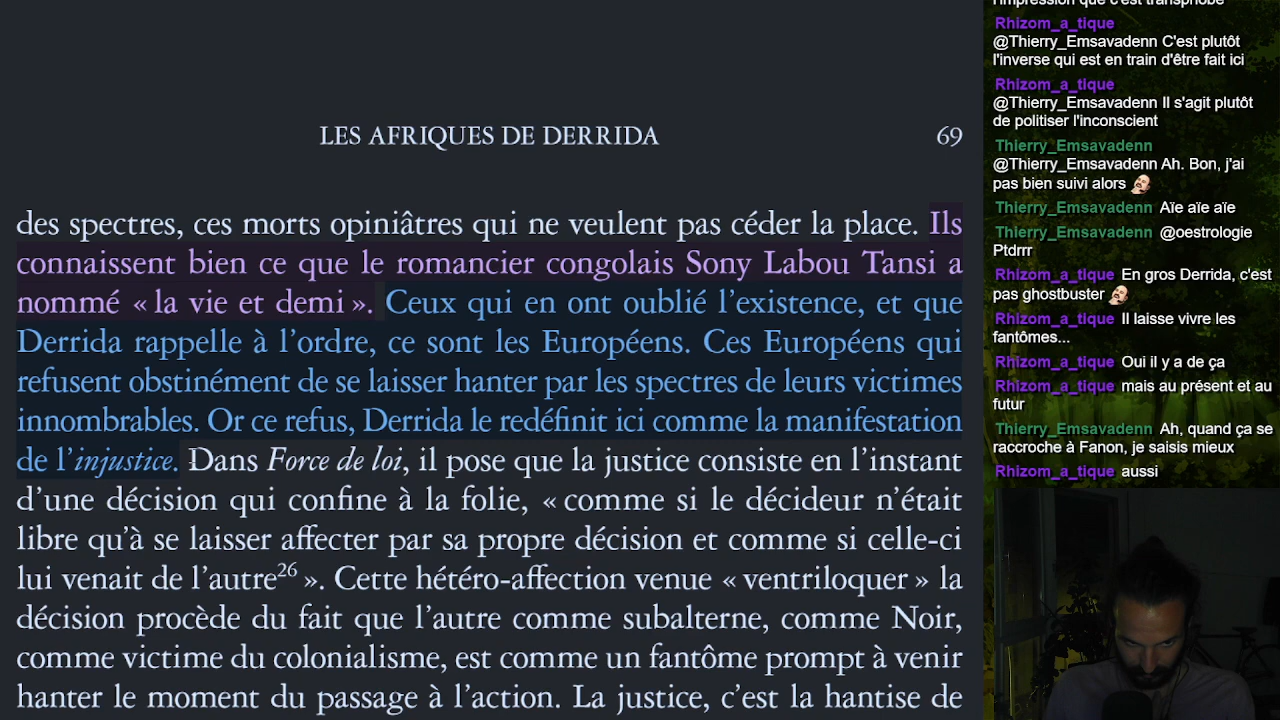 LES AFRIQUES DE DERRIDA
69
des spectres, ces morts opiniâtres qui ne veulent pas céder la place. Ils
connaissent bien ce que le romancier congolais Sony Labou Tansi a
nommé « la vie et demi ». Ceux qui en ont oublié l’existence, et que
Derrida rappelle à l’ordre, ce sont les Européens. Ces Européens qui
refusent obstinément de se laisser hanter par les spectres de leurs victimes
innombrables. Or ce refus, Derrida le redéfinit ici comme la manifestation
de l’injustice. Dans Force de loi, il pose que la justice consiste en l’instant
d’une décision qui confine à la folie, « comme si le décideur n’était
libre qu’à se laisser affecter par sa propre décision et comme si celle-ci
lui venait de l’autre26 ». Cette hétéro-affection venue « ventriloquer » la
décision procède du fait que l’autre comme subalterne, comme Noir,
comme victime du colonialisme, est comme un fantôme prompt à venir
hanter le moment du passage à l’action. La justice, c’est la hantise de
l'impression que c'est transphobe
Rhizom_a_tique
@Thierry_Emsavadenn C'est plutôt
l'inverse qui est en train d'être fait ici
Rhizom_a_tique
@Thierry_Emsavadenn Il s'agit plutôt
de politiser l'inconscient
Thierry_Emsavadenn
@Thierry_Emsavadenn Ah. Bon, j'ai
pas bien suivi alors
Thierry_Emsavadenn Aïe aïe aïe
Thierry_Emsavadenn @oestrologie
Ptdrrr
Rhizom_a_tique En gros Derrida, c'est
pas ghostbuster
Rhizom_a_tique Il laisse vivre les
fantômes...
Rhizom_a_tique Oui il y a de ça
Rhizom_a_tique mais au présent et au
futur
Thierry_Emsavadenn Ah, quand ça se
raccroche à Fanon, je saisis mieux
Rhizom_a_tique aussi